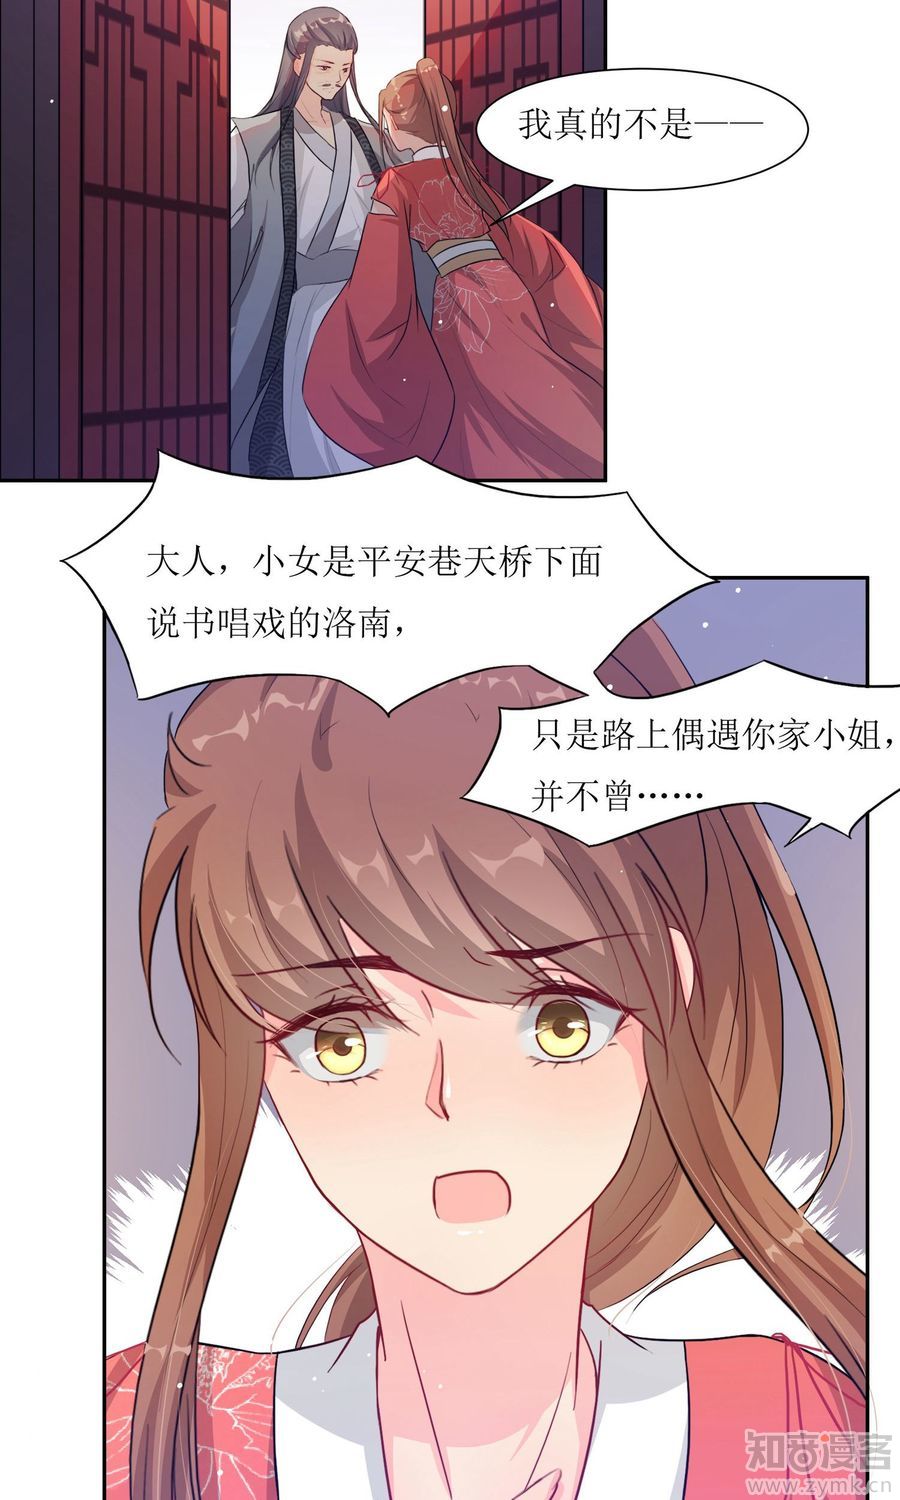 我真的不是——
大人，小女是平安巷天桥下面
说书唱戏的洛南，
只是路上偶遇你家小姐，
并不曾……
知音漫客
www.zymk.cn